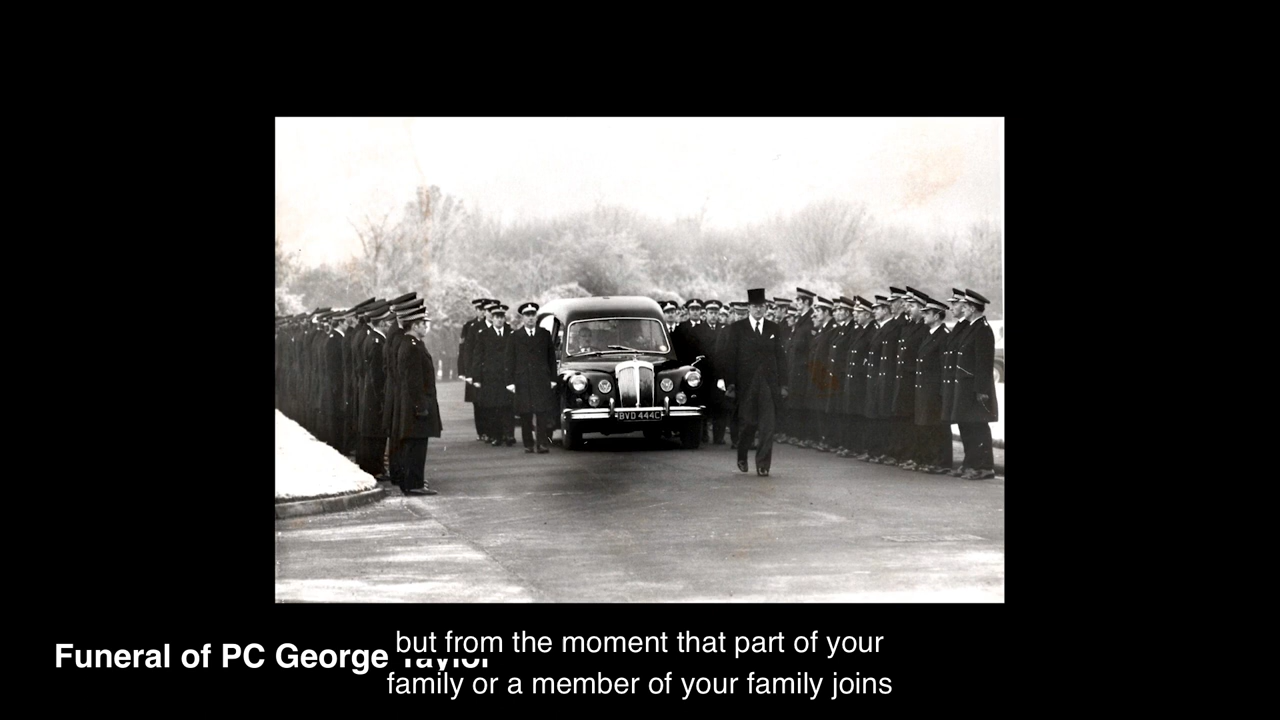 BVD 444C
Funeral of PC George Taylor
but from the moment that part of your
family or a member of your family joins